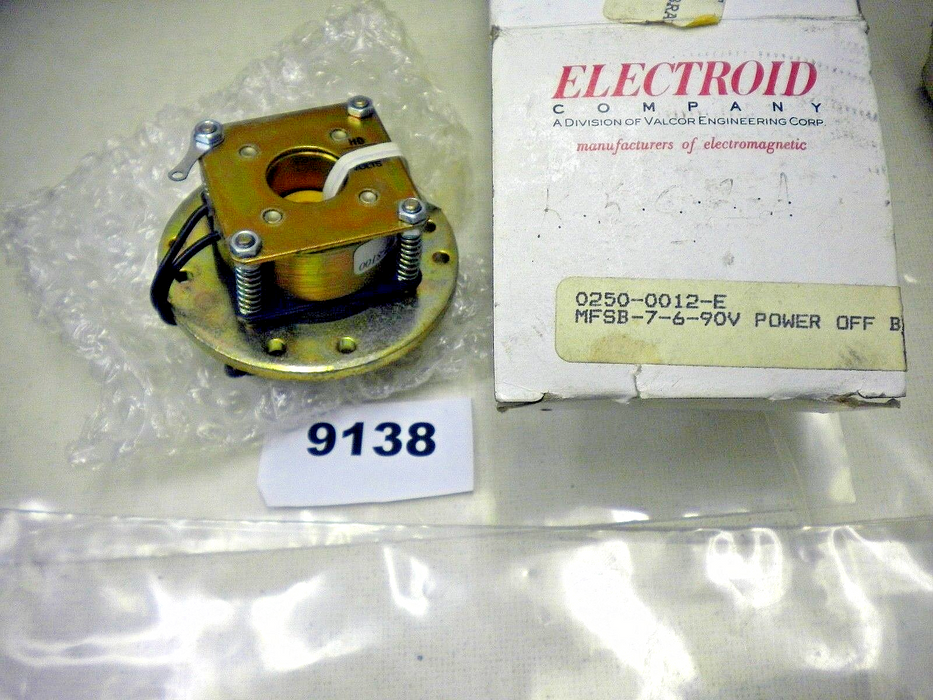 ELECTROID
COMPANY
A DIVISION OF VALCOR ENGINEERING CORP.
manufacturers of electromagnetic
0250-0012-E
MFSB-7-6-90V POWER OFF B
HB
9138